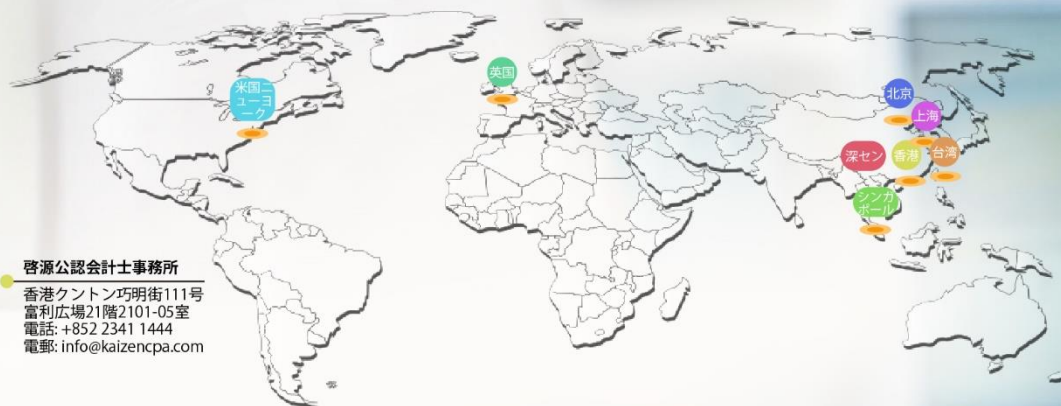 英国
米国ニ
ューヨ
ーク
北京
上海
深セン
香港
台湾
シンガ
ポール
啓源公認会計士事務所
香港クントン巧明街111号
富利広場21階2101-05室
電話: +852 2341 1444
電郵: info@kaizencpa.com